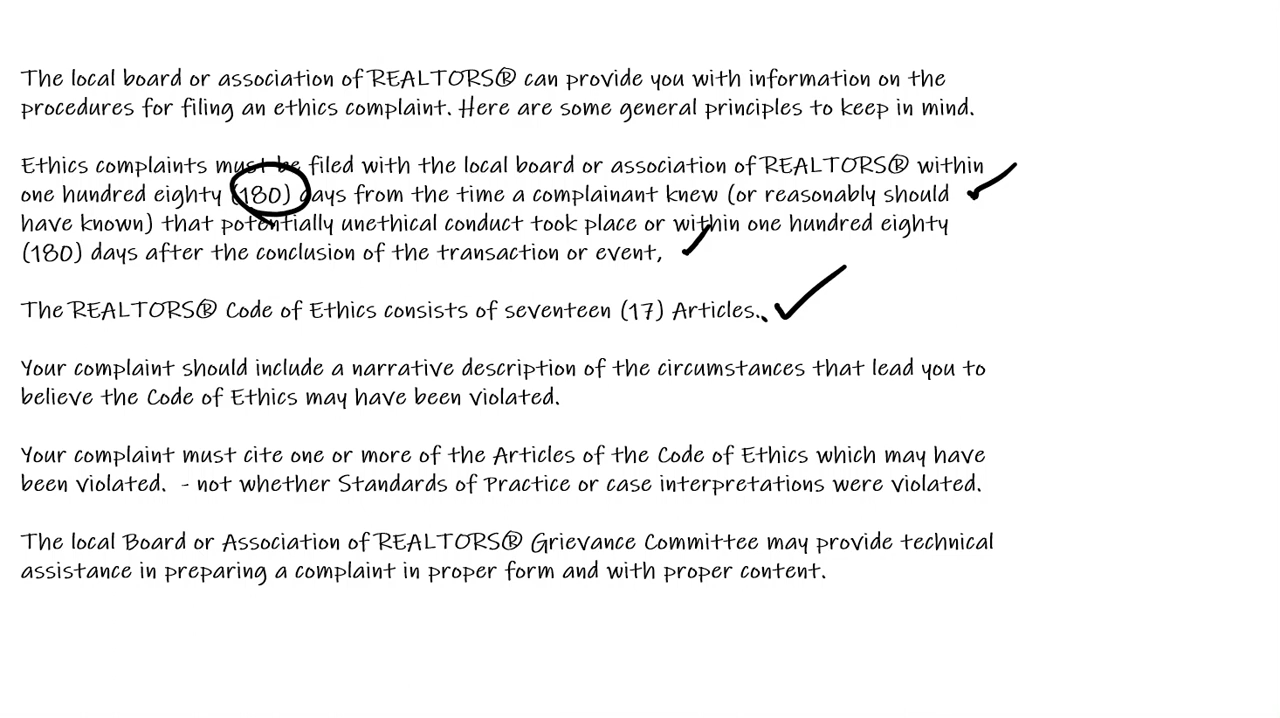 The local board or association of REALTORS® can provide you with information on the
procedures for filing an ethics complaint. Here are some general principles to keep in mind.
Ethics complaints must be filed with the local board or association of REALTORS® within
one hundred eighty (180) days from the time a complainant knew (or reasonably should
have known) that potentially unethical conduct took place or within one hundred eighty
(180) days after the conclusion of the transaction or event,
The REALTORS® Code of Ethics consists of seventeen (17) Articles.
Your complaint should include a narrative description of the circumstances that lead you to
believe the Code of Ethics may have been violated.
Your complaint must cite one or more of the Articles of the Code of Ethics which may have
been violated. - not whether Standards of Practice or case interpretations were violated.
The local Board or Association of REALTORS® Grievance Committee may provide technical
assistance in preparing a complaint in proper form and with proper content.